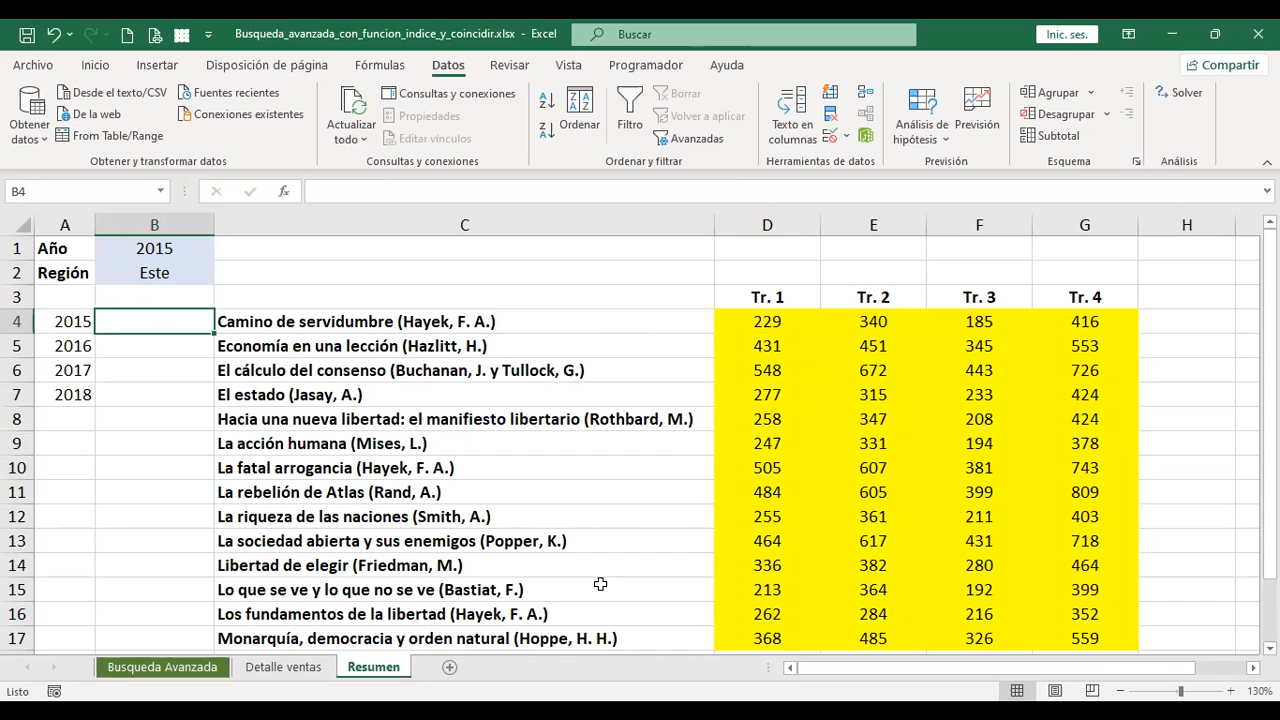 Busqueda_avanzada_con_funcion_indice_y_coincidir.xlsx - Excel
Buscar
Inic. ses.
Archivo Inicio Insertar Disposición de página Fórmulas Datos Revisar Vista Programador Ayuda
Compartir
Obtener datos
Desde el texto/CSV
De la web
From Table/Range
Fuentes recientes
Conexiones existentes
Obtener y transformar datos
Actualizar todo
Consultas y conexiones
Propiedades
Editar vínculos
Consultas y conexiones
Ordenar
Filtro
Borrar
Volver a aplicar
Avanzadas
Ordenar y filtrar
Texto en columnas
Herramientas de datos
Análisis de hipótesis
Previsión
Previsión
Agrupar
Desagrupar
Subtotal
Esquema
Solver
Análisis
B4
fx
A B C D E F G H
1 Año 2015
2 Región Este
3 Tr. 1 Tr. 2 Tr. 3 Tr. 4
4 2015 Camino de servidumbre (Hayek, F. A.) 229 340 185 416
5 2016 Economía en una lección (Hazlitt, H.) 431 451 345 553
6 2017 El cálculo del consenso (Buchanan, J. y Tullock, G.) 548 672 443 726
7 2018 El estado (Jasay, A.) 277 315 233 424
8 Hacia una nueva libertad: el manifiesto libertario (Rothbard, M.) 258 347 208 424
9 La acción humana (Mises, L.) 247 331 194 378
10 La fatal arrogancia (Hayek, F. A.) 505 607 381 743
11 La rebelión de Atlas (Rand, A.) 484 605 399 809
12 La riqueza de las naciones (Smith, A.) 255 361 211 403
13 La sociedad abierta y sus enemigos (Popper, K.) 464 617 431 718
14 Libertad de elegir (Friedman, M.) 336 382 280 464
15 Lo que se ve y lo que no se ve (Bastiat, F.) 213 364 192 399
16 Los fundamentos de la libertad (Hayek, F. A.) 262 284 216 352
17 Monarquía, democracia y orden natural (Hoppe, H. H.) 368 485 326 559
Busqueda Avanzada Detalle ventas Resumen
Listo
130%